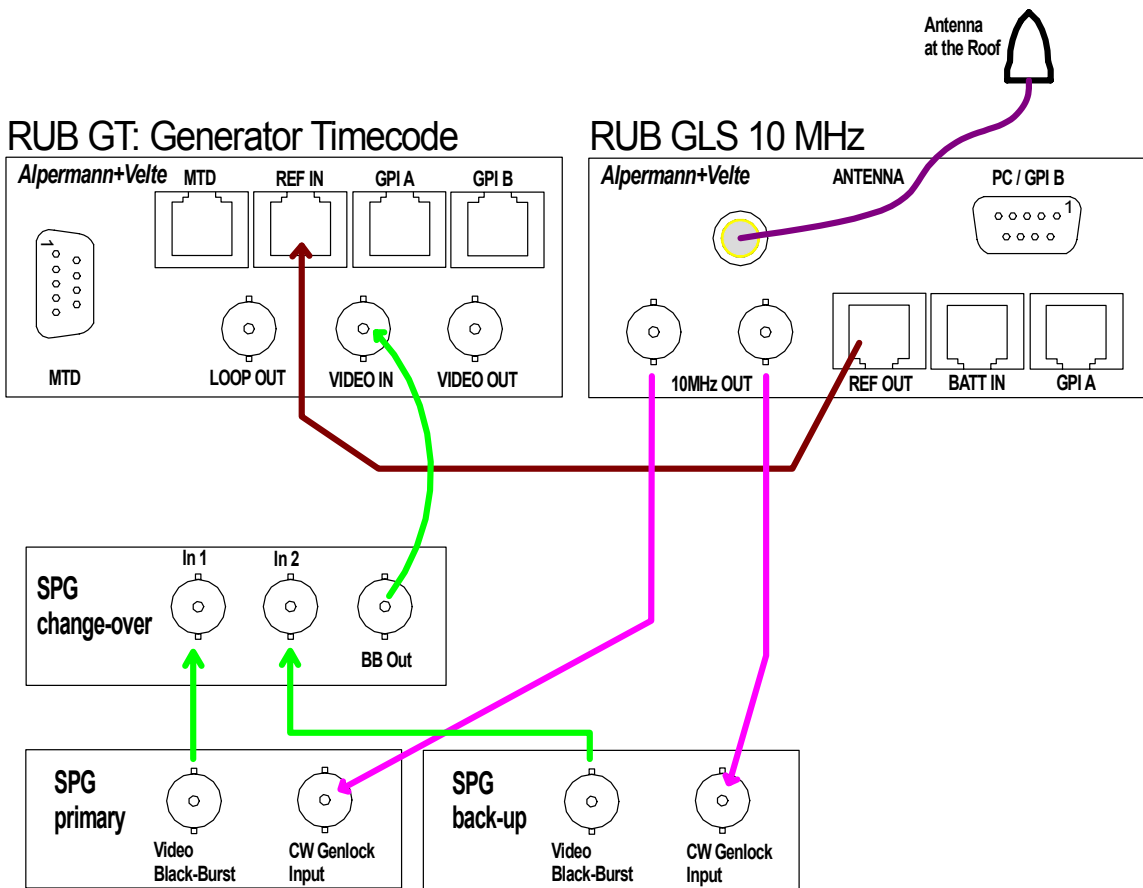 Antenna
at the Roof
RUB GT: Generator Timecode
Alpermann+Velte
MTD
REF IN
GPI A
GPI B
1
MTD
LOOP OUT
VIDEO IN
VIDEO OUT
RUB GLS 10 MHz
Alpermann+Velte
ANTENNA
PC / GPI B
1
10MHz OUT
REF OUT
BATT IN
GPI A
SPG
change-over
In 1
In 2
BB Out
SPG
primary
Video
Black-Burst
CW Genlock
Input
SPG
back-up
Video
Black-Burst
CW Genlock
Input